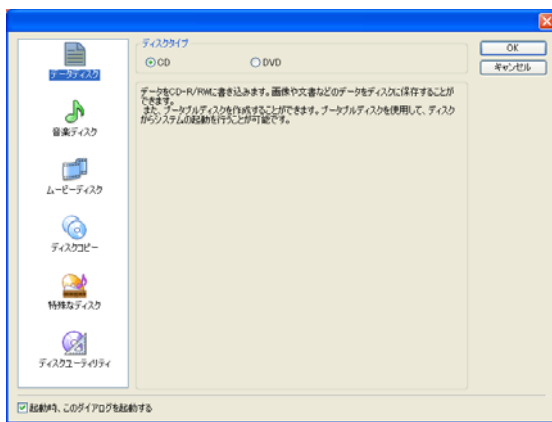 データディスク
音楽ディスク
ムービーディスク
ディスクコピー
特殊なディスク
ディスクユーティリティ
ディスクタイプ
CD
DVD
データをCD-R/RWに書き込みます。画像や文書などのデータをディスクに保存することが
できます。
また、ブータブルディスクを作成することができます。ブータブルディスクを使用して、ディスク
からシステムの起動を行うことが可能です。
OK
キャンセル
起動時、このダイアログを起動する